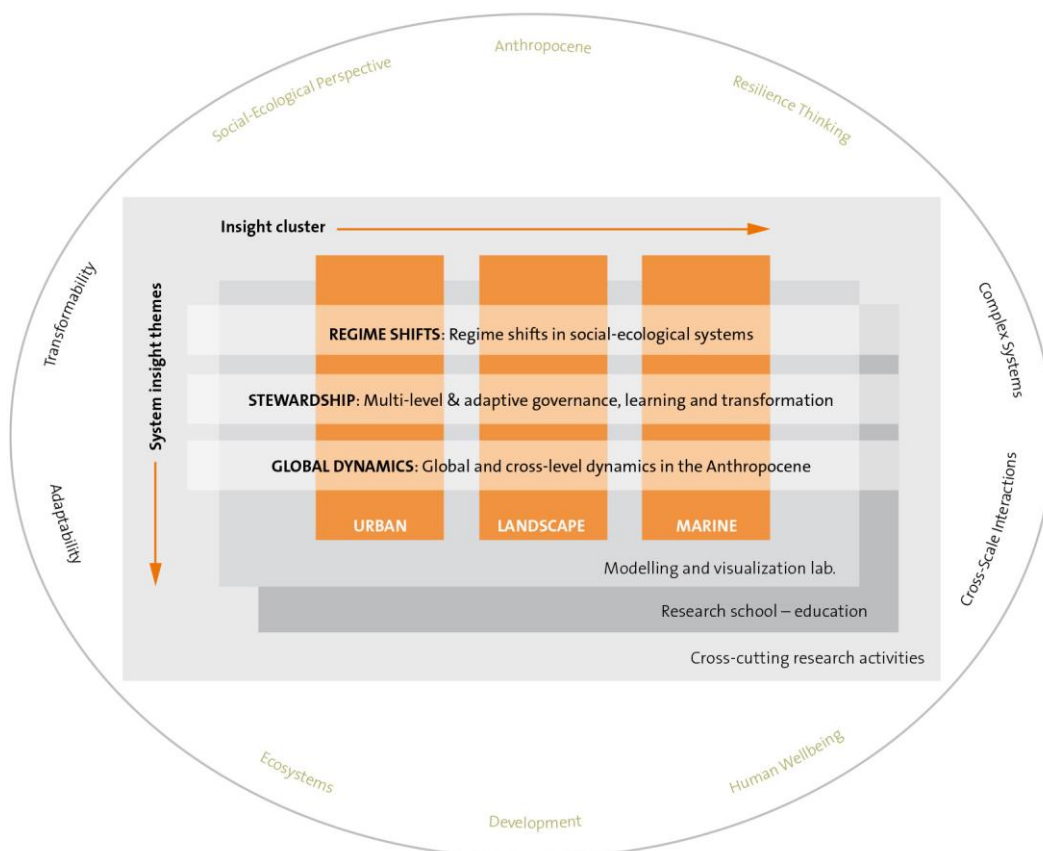 Anthropocene
Social-Ecological Perspective
Resilience Thinking
Insight cluster
System insight themes
Transformability
Adaptability
Complex Systems
Cross-Scale Interactions
REGIME SHIFTS: Regime shifts in social-ecological systems
STEWARDSHIP: Multi-level & adaptive governance, learning and transformation
GLOBAL DYNAMICS: Global and cross-level dynamics in the Anthropocene
URBAN
LANDSCAPE
MARINE
Modelling and visualization lab.
Research school – education
Cross-cutting research activities
Ecosystems
Human Wellbeing
Development